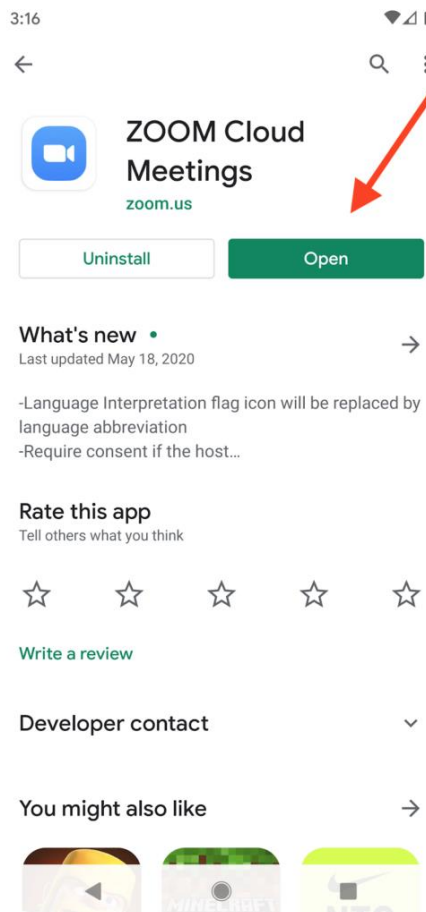 3:16
ZOOM Cloud
Meetings
zoom.us
Uninstall
Open
What's new
Last updated May 18, 2020
-Language Interpretation flag icon will be replaced by
language abbreviation
-Require consent if the host…
Rate this app
Tell others what you think
Write a review
Developer contact
You might also like
MINECRAFT